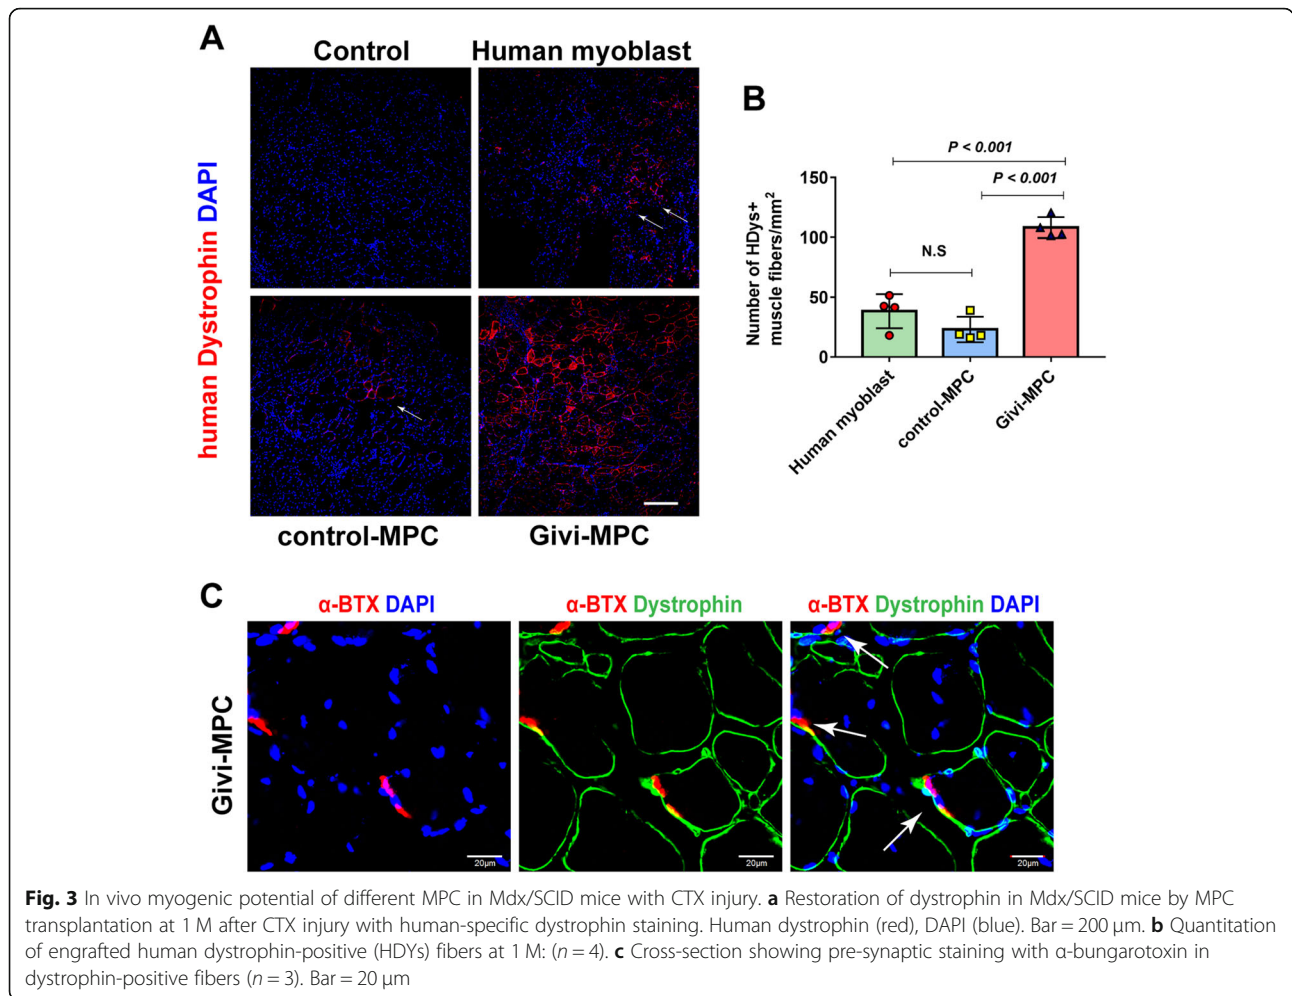 A
Control
Human myoblast
human Dystrophin DAPI
control-MPC
Givi-MPC
B
P < 0.001
P < 0.001
N.S
Number of HDys+
muscle fibers/mm²
150
100
50
0
Human myoblast
control-MPC
Givi-MPC
C
α-BTX DAPI
α-BTX Dystrophin
α-BTX Dystrophin DAPI
Givi-MPC
20μm
20μm
20μm
Fig. 3 In vivo myogenic potential of different MPC in Mdx/SCID mice with CTX injury. a Restoration of dystrophin in Mdx/SCID mice by MPC
transplantation at 1 M after CTX injury with human-specific dystrophin staining. Human dystrophin (red), DAPI (blue). Bar = 200 μm. b Quantitation
of engrafted human dystrophin-positive (HDYs) fibers at 1 M: (n = 4). c Cross-section showing pre-synaptic staining with α-bungarotoxin in
dystrophin-positive fibers (n = 3). Bar = 20 μm